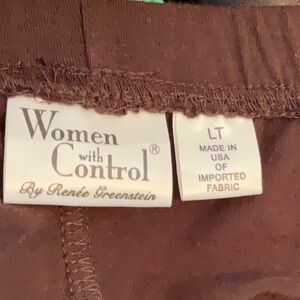 Women
with
Control®
By Renée Greenstein
LT
MADE IN
USA
OF
IMPORTED
FABRIC